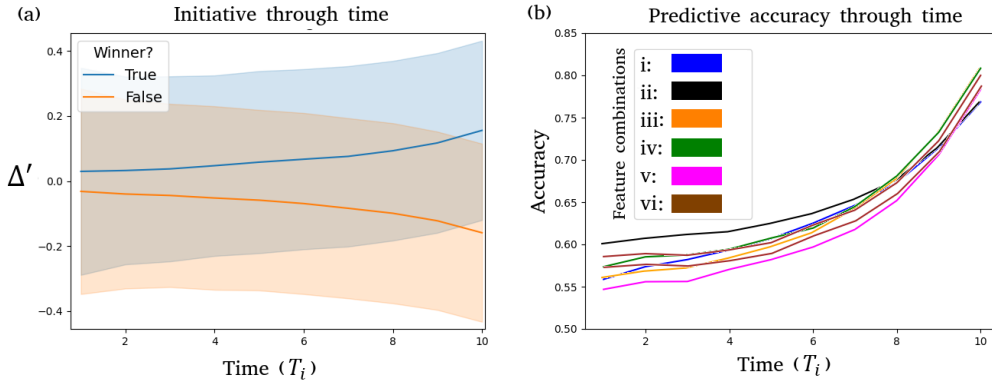 (a)
Initiative through time
Winner?
True
False
0.4
0.2
0.0
−0.2
−0.4
Δ′
2
4
6
8
10
Time (T_i)
(b)
Predictive accuracy through time
Feature combinations
i:
ii:
iii:
iv:
v:
vi:
0.85
0.80
0.75
0.70
0.65
0.60
0.55
0.50
Accuracy
2
4
6
8
10
Time (T_i)